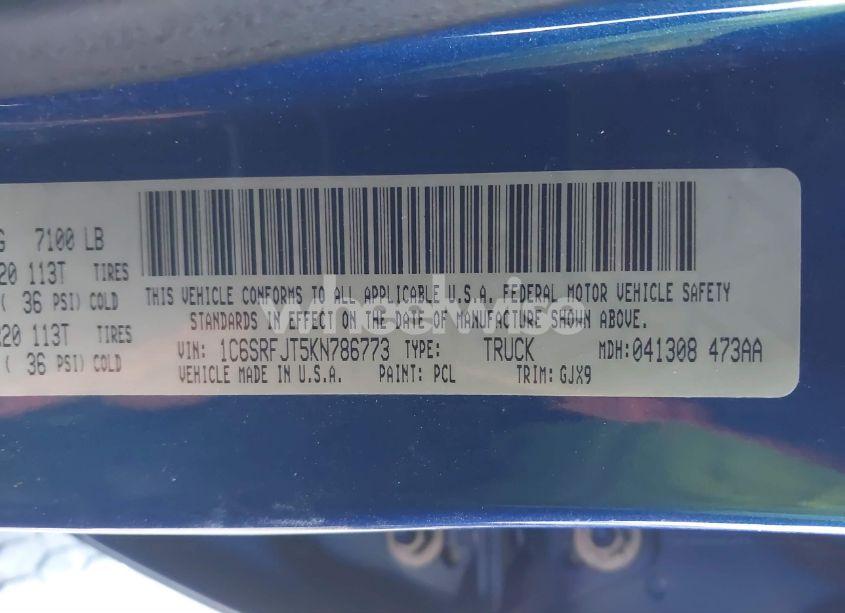 G 7100 LB
20 113T TIRES
( 36 PSI) COLD
R20 113T TIRES
( 36 PSI) COLD
THIS VEHICLE CONFORMS TO ALL APPLICABLE U.S.A. FEDERAL MOTOR VEHICLE SAFETY
STANDARDS IN EFFECT ON THE DATE OF MANUFACTURE SHOWN ABOVE.
VIN: 1C6SRFJT5KN786773 TYPE: TRUCK MDH: 041308 473AA
VEHICLE MADE IN U.S.A. PAINT: PCL TRIM: GJX9
wheelwise